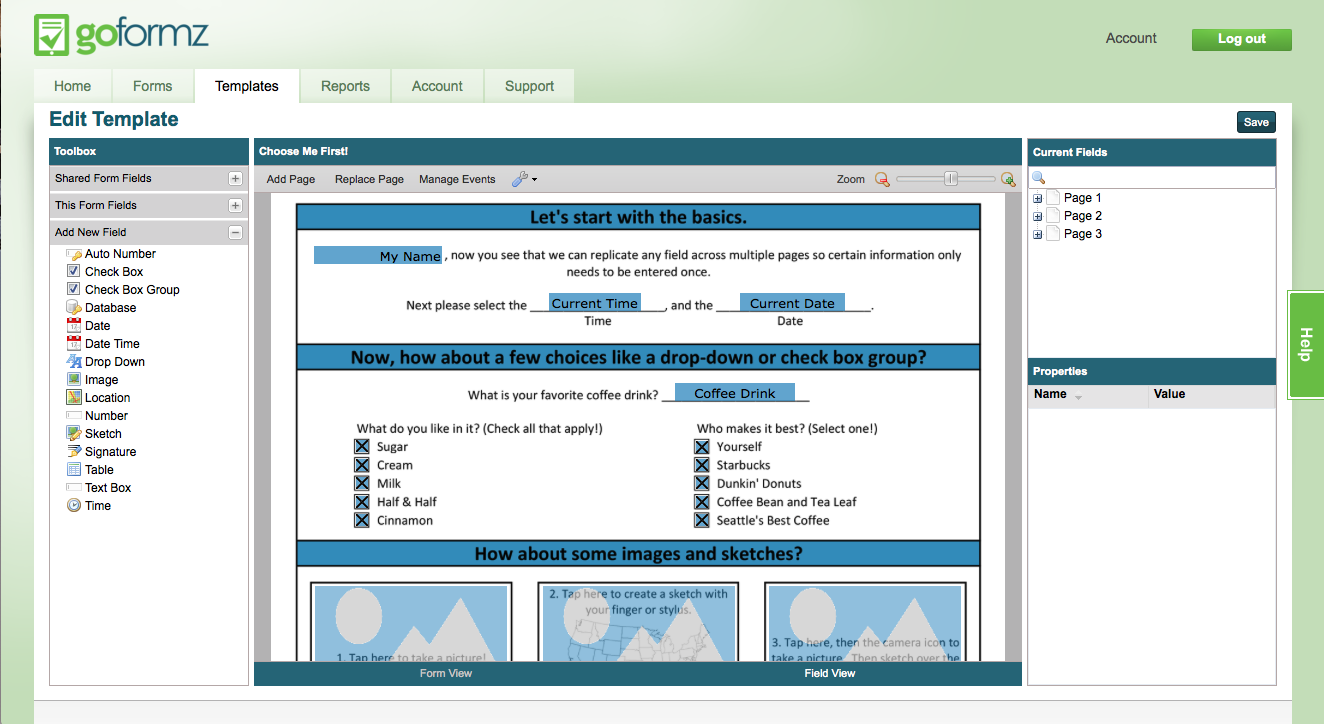 goformz
Account
Log out
Home
Forms
Templates
Reports
Account
Support
Edit Template
Save
Toolbox
Shared Form Fields
This Form Fields
Add New Field
Auto Number
Check Box
Check Box Group
Database
Date
Date Time
Drop Down
Image
Location
Number
Sketch
Signature
Table
Text Box
Time
Choose Me First!
Add Page
Replace Page
Manage Events
Zoom
Let's start with the basics.
My Name , now you see that we can replicate any field across multiple pages so certain information only
needs to be entered once.
Next please select the Current Time, and the Current Date.
Time Date
Now, how about a few choices like a drop-down or check box group?
What is your favorite coffee drink? Coffee Drink
What do you like in it? (Check all that apply!)
Sugar
Cream
Milk
Half & Half
Cinnamon
Who makes it best? (Select one!)
Yourself
Starbucks
Dunkin' Donuts
Coffee Bean and Tea Leaf
Seattle's Best Coffee
How about some images and sketches?
1. Tap here to take a picture!
2. Tap here to create a sketch with
your finger or stylus.
3. Tap here, then the camera icon to
take a picture. Then sketch over the
Form View
Field View
Current Fields
Page 1
Page 2
Page 3
Properties
Name
Value
Help